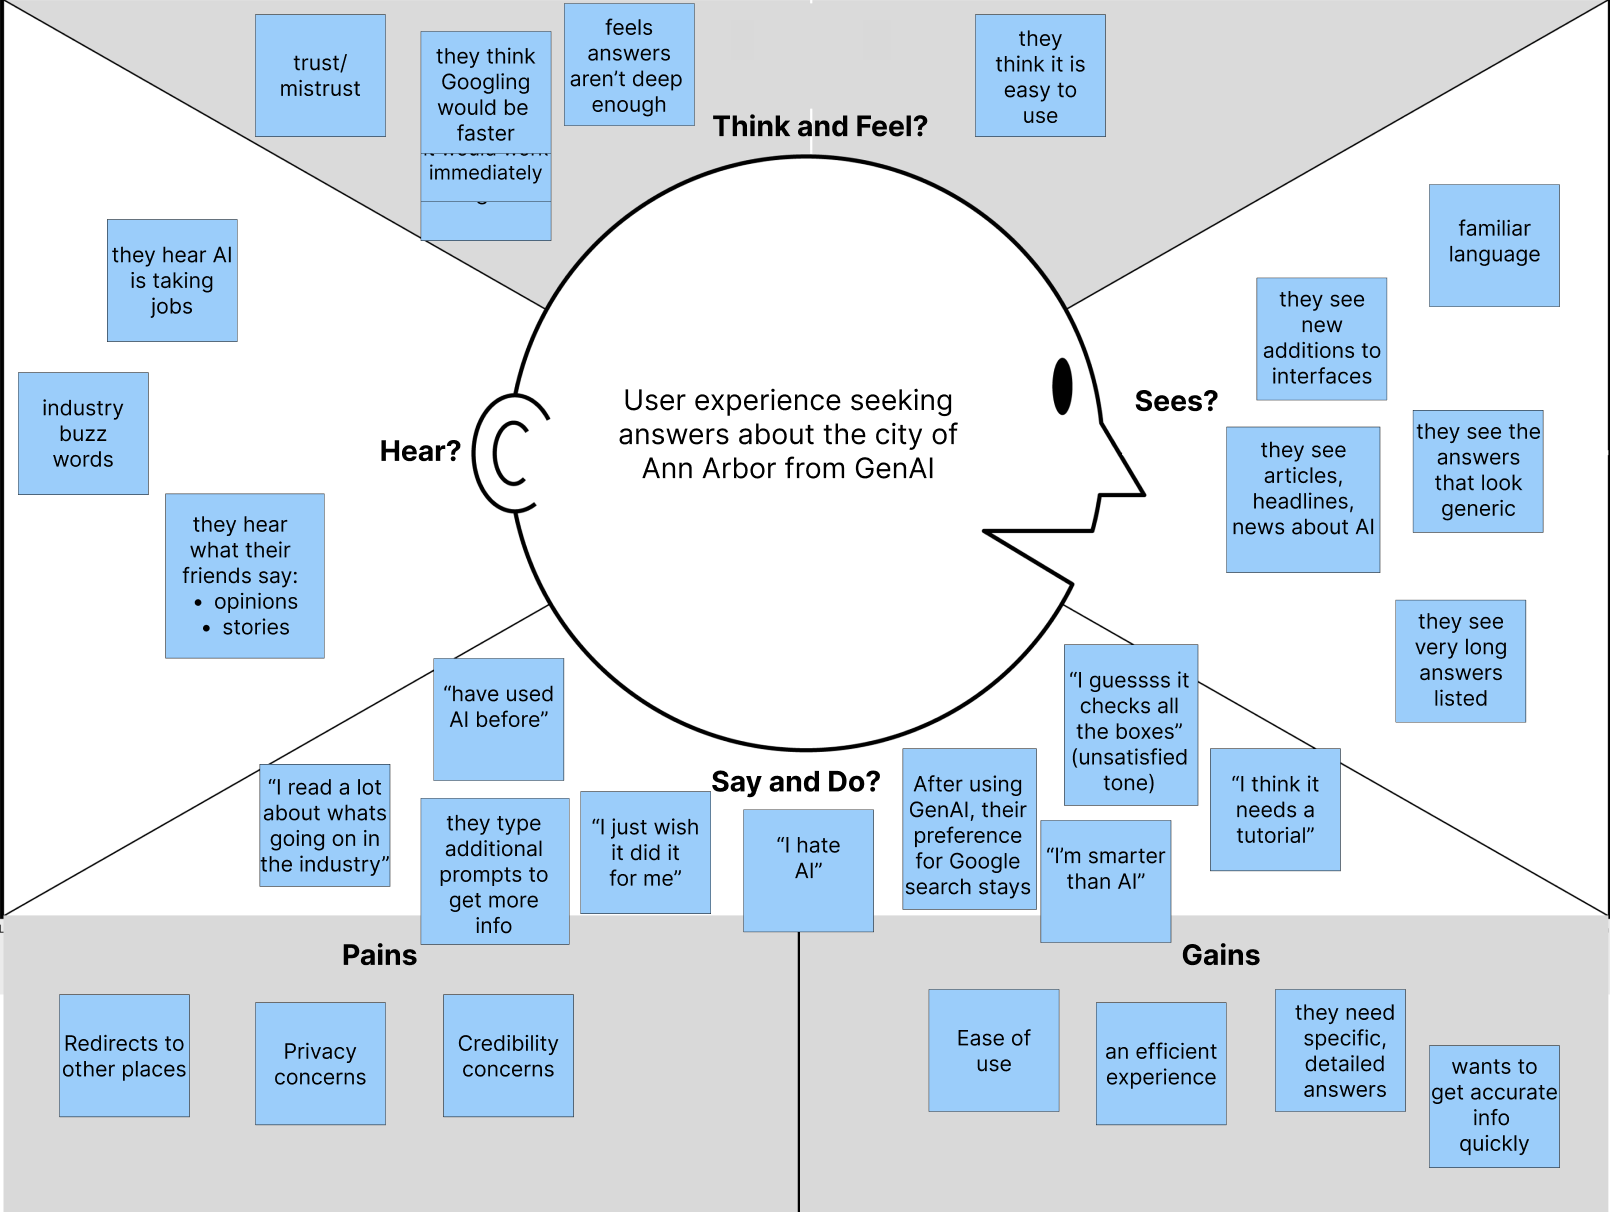 trust/
mistrust
they think
Googling
would be
faster
immediately
feels
answers
aren’t deep
enough
they
think it is
easy to
use
Think and Feel?
they hear AI
is taking
jobs
industry
buzz
words
they hear
what their
friends say:
• opinions
• stories
Hear?
User experience seeking
answers about the city of
Ann Arbor from GenAI
Sees?
familiar
language
they see
new
additions to
interfaces
they see
articles,
headlines,
news about AI
they see the
answers
that look
generic
they see
very long
answers
listed
Say and Do?
“have used
AI before”
“I read a lot
about whats
going on in
the industry”
they type
additional
prompts to
get more
info
“I just wish
it did it
for me”
“I hate
AI”
After using
GenAI, their
preference
for Google
search stays
“I guessss it
checks all
the boxes”
(unsatisfied
tone)
“I’m smarter
than AI”
“I think it
needs a
tutorial”
Pains
Redirects to
other places
Privacy
concerns
Credibility
concerns
Gains
Ease of
use
an efficient
experience
they need
specific,
detailed
answers
wants to
get accurate
info
quickly